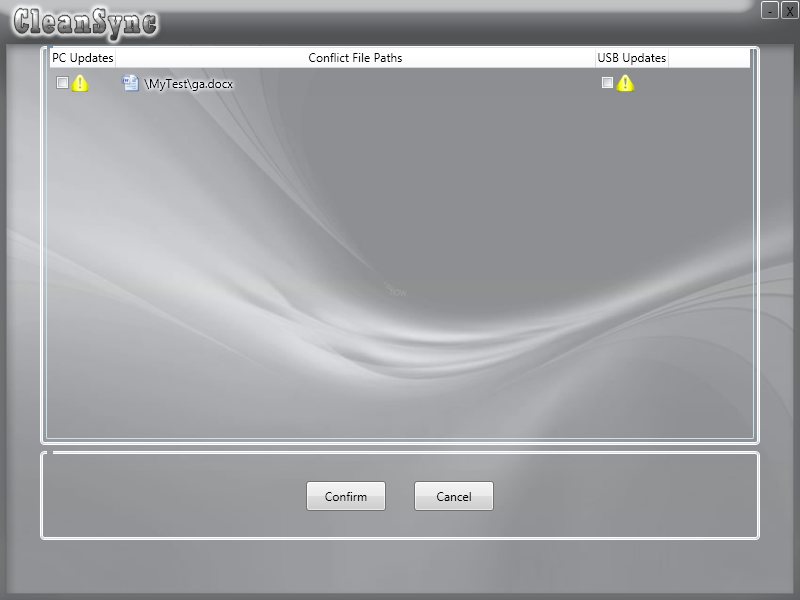 CleanSync
- X
PC Updates Conflict File Paths USB Updates
\MyTest\ga.docx
Confirm Cancel